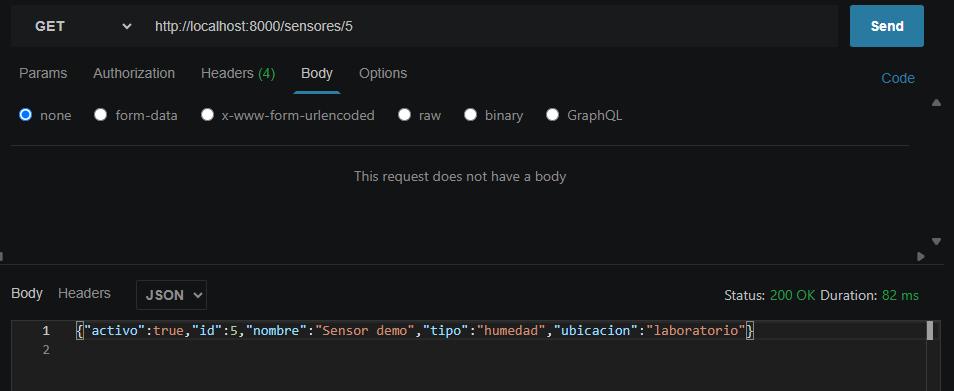 GET http://localhost:8000/sensores/5 Send
Params Authorization Headers (4) Body Options Code
none form-data x-www-form-urlencoded raw binary GraphQL
This request does not have a body
Body Headers JSON Status: 200 OK Duration: 82 ms
1 {"activo":true,"id":5,"nombre":"Sensor demo","tipo":"humedad","ubicacion":"laboratorio"}
2